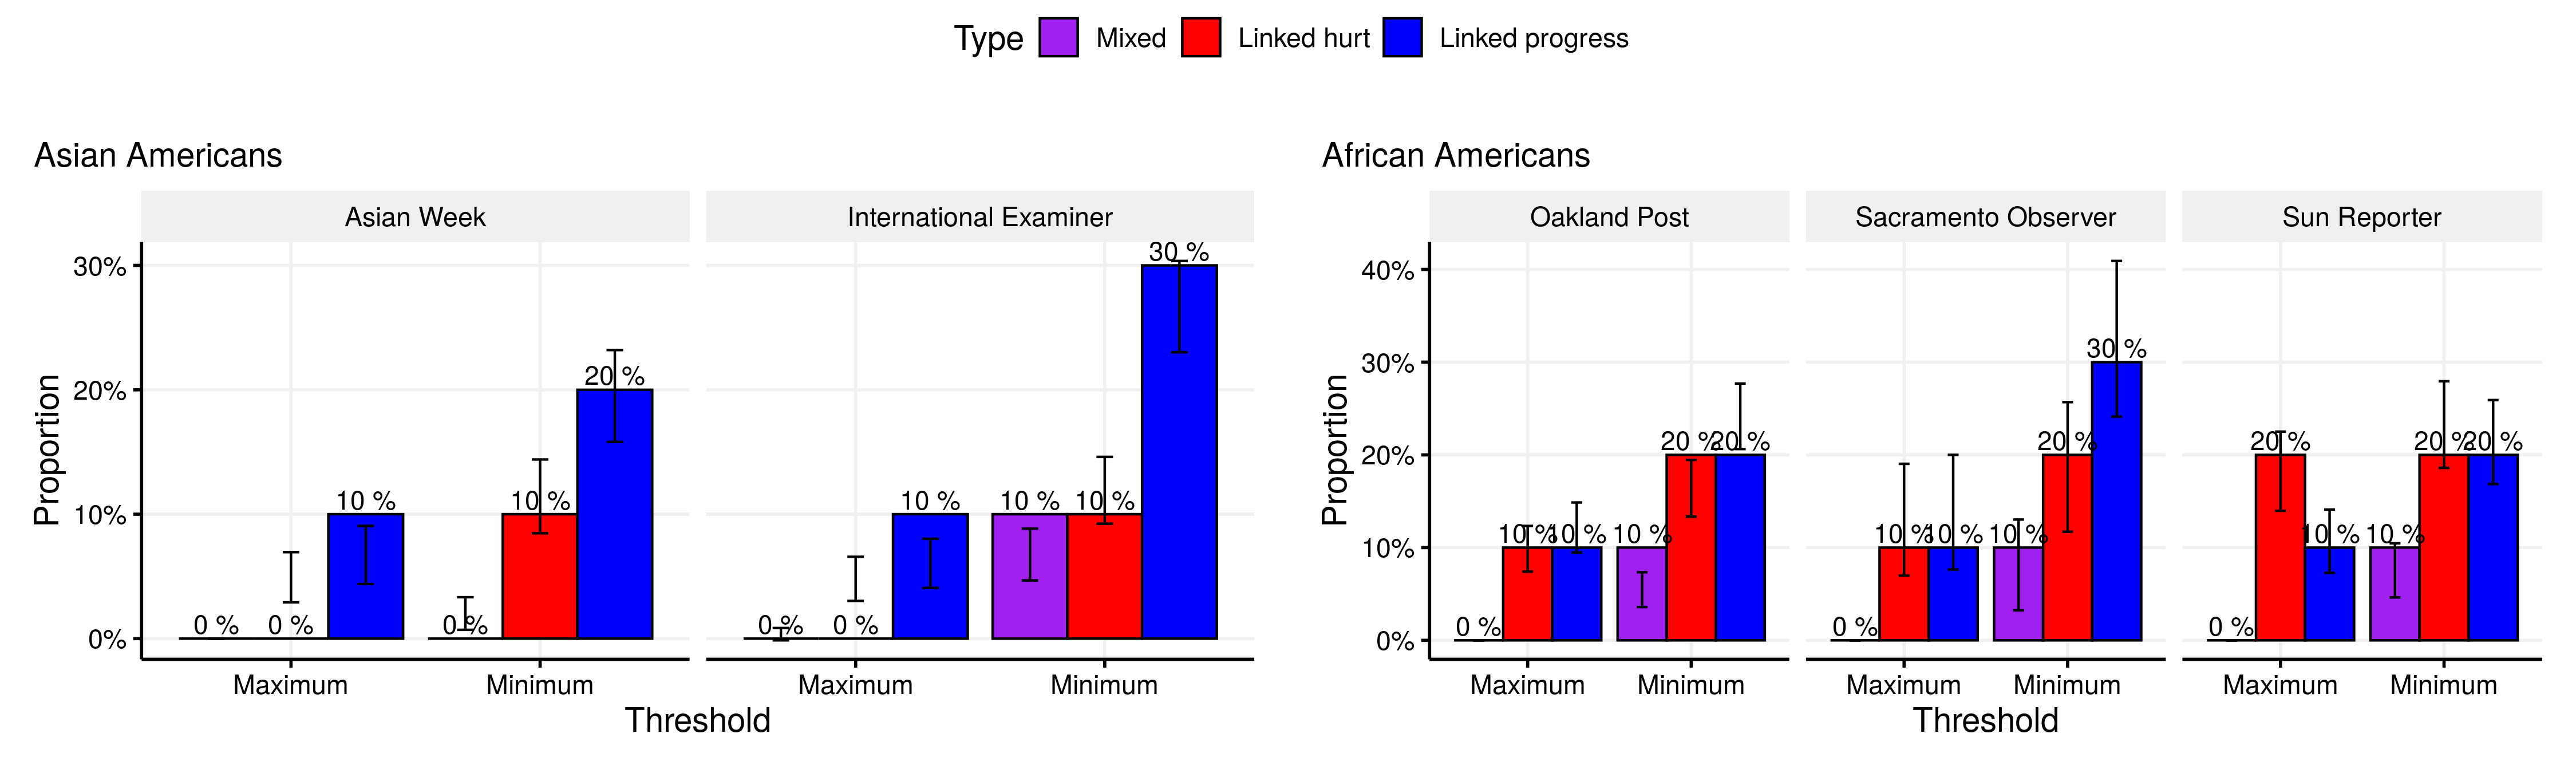 Type Mixed Linked hurt Linked progress
Asian Americans
Asian Week
International Examiner
Proportion
30%
20%
10%
0%
0 %
0 %
10 %
0 %
10 %
20 %
0 %
0 %
10 %
10 %
10 %
30 %
Maximum
Minimum
Maximum
Minimum
Threshold
African Americans
Oakland Post
Sacramento Observer
Sun Reporter
Proportion
40%
30%
20%
10%
0%
0 %
10 %
10 %
10 %
20 %
20 %
0 %
10 %
10 %
10 %
20 %
30 %
0 %
20 %
10 %
10 %
20 %
20 %
Maximum
Minimum
Maximum
Minimum
Maximum
Minimum
Threshold